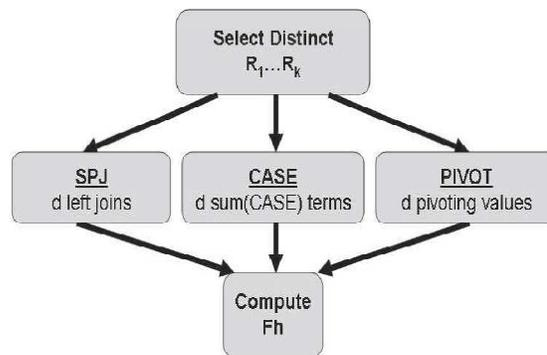 Select Distinct
R1...Rk
SPJ
d left joins
CASE
d sum(CASE) terms
PIVOT
d pivoting values
Compute
Fh